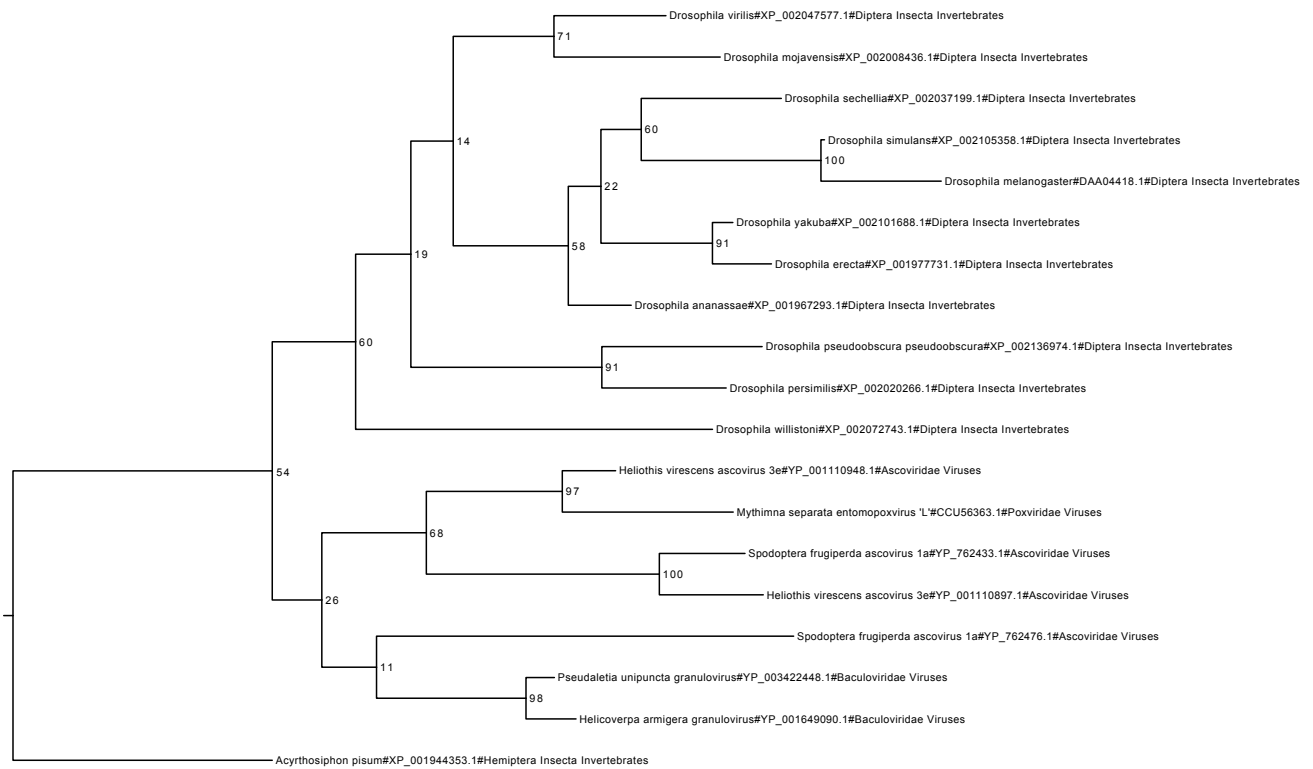 Drosophila virilis#XP_002047577.1#Diptera Insecta Invertebrates
71
Drosophila mojavensis#XP_002008436.1#Diptera Insecta Invertebrates
Drosophila sechellia#XP_002037199.1#Diptera Insecta Invertebrates
60
14
Drosophila simulans#XP_002105358.1#Diptera Insecta Invertebrates
100
Drosophila melanogaster#DAA04418.1#Diptera Insecta Invertebrates
22
Drosophila yakuba#XP_002101688.1#Diptera Insecta Invertebrates
91
58
19
Drosophila erecta#XP_001977731.1#Diptera Insecta Invertebrates
Drosophila ananassae#XP_001967293.1#Diptera Insecta Invertebrates
60
Drosophila pseudoobscura pseudoobscura#XP_002136974.1#Diptera Insecta Invertebrates
91
Drosophila persimilis#XP_002020266.1#Diptera Insecta Invertebrates
Drosophila willistoni#XP_002072743.1#Diptera Insecta Invertebrates
54
Heliothis virescens ascovirus 3e#YP_001110948.1#Ascoviridae Viruses
97
Mythimna separata entomopoxvirus 'L'#CCU56363.1#Poxviridae Viruses
68
Spodoptera frugiperda ascovirus 1a#YP_762433.1#Ascoviridae Viruses
100
Heliothis virescens ascovirus 3e#YP_001110897.1#Ascoviridae Viruses
26
Spodoptera frugiperda ascovirus 1a#YP_762476.1#Ascoviridae Viruses
11
Pseudaletia unipuncta granulovirus#YP_003422448.1#Baculoviridae Viruses
98
Helicoverpa armigera granulovirus#YP_001649090.1#Baculoviridae Viruses
Acyrthosiphon pisum#XP_001944353.1#Hemiptera Insecta Invertebrates